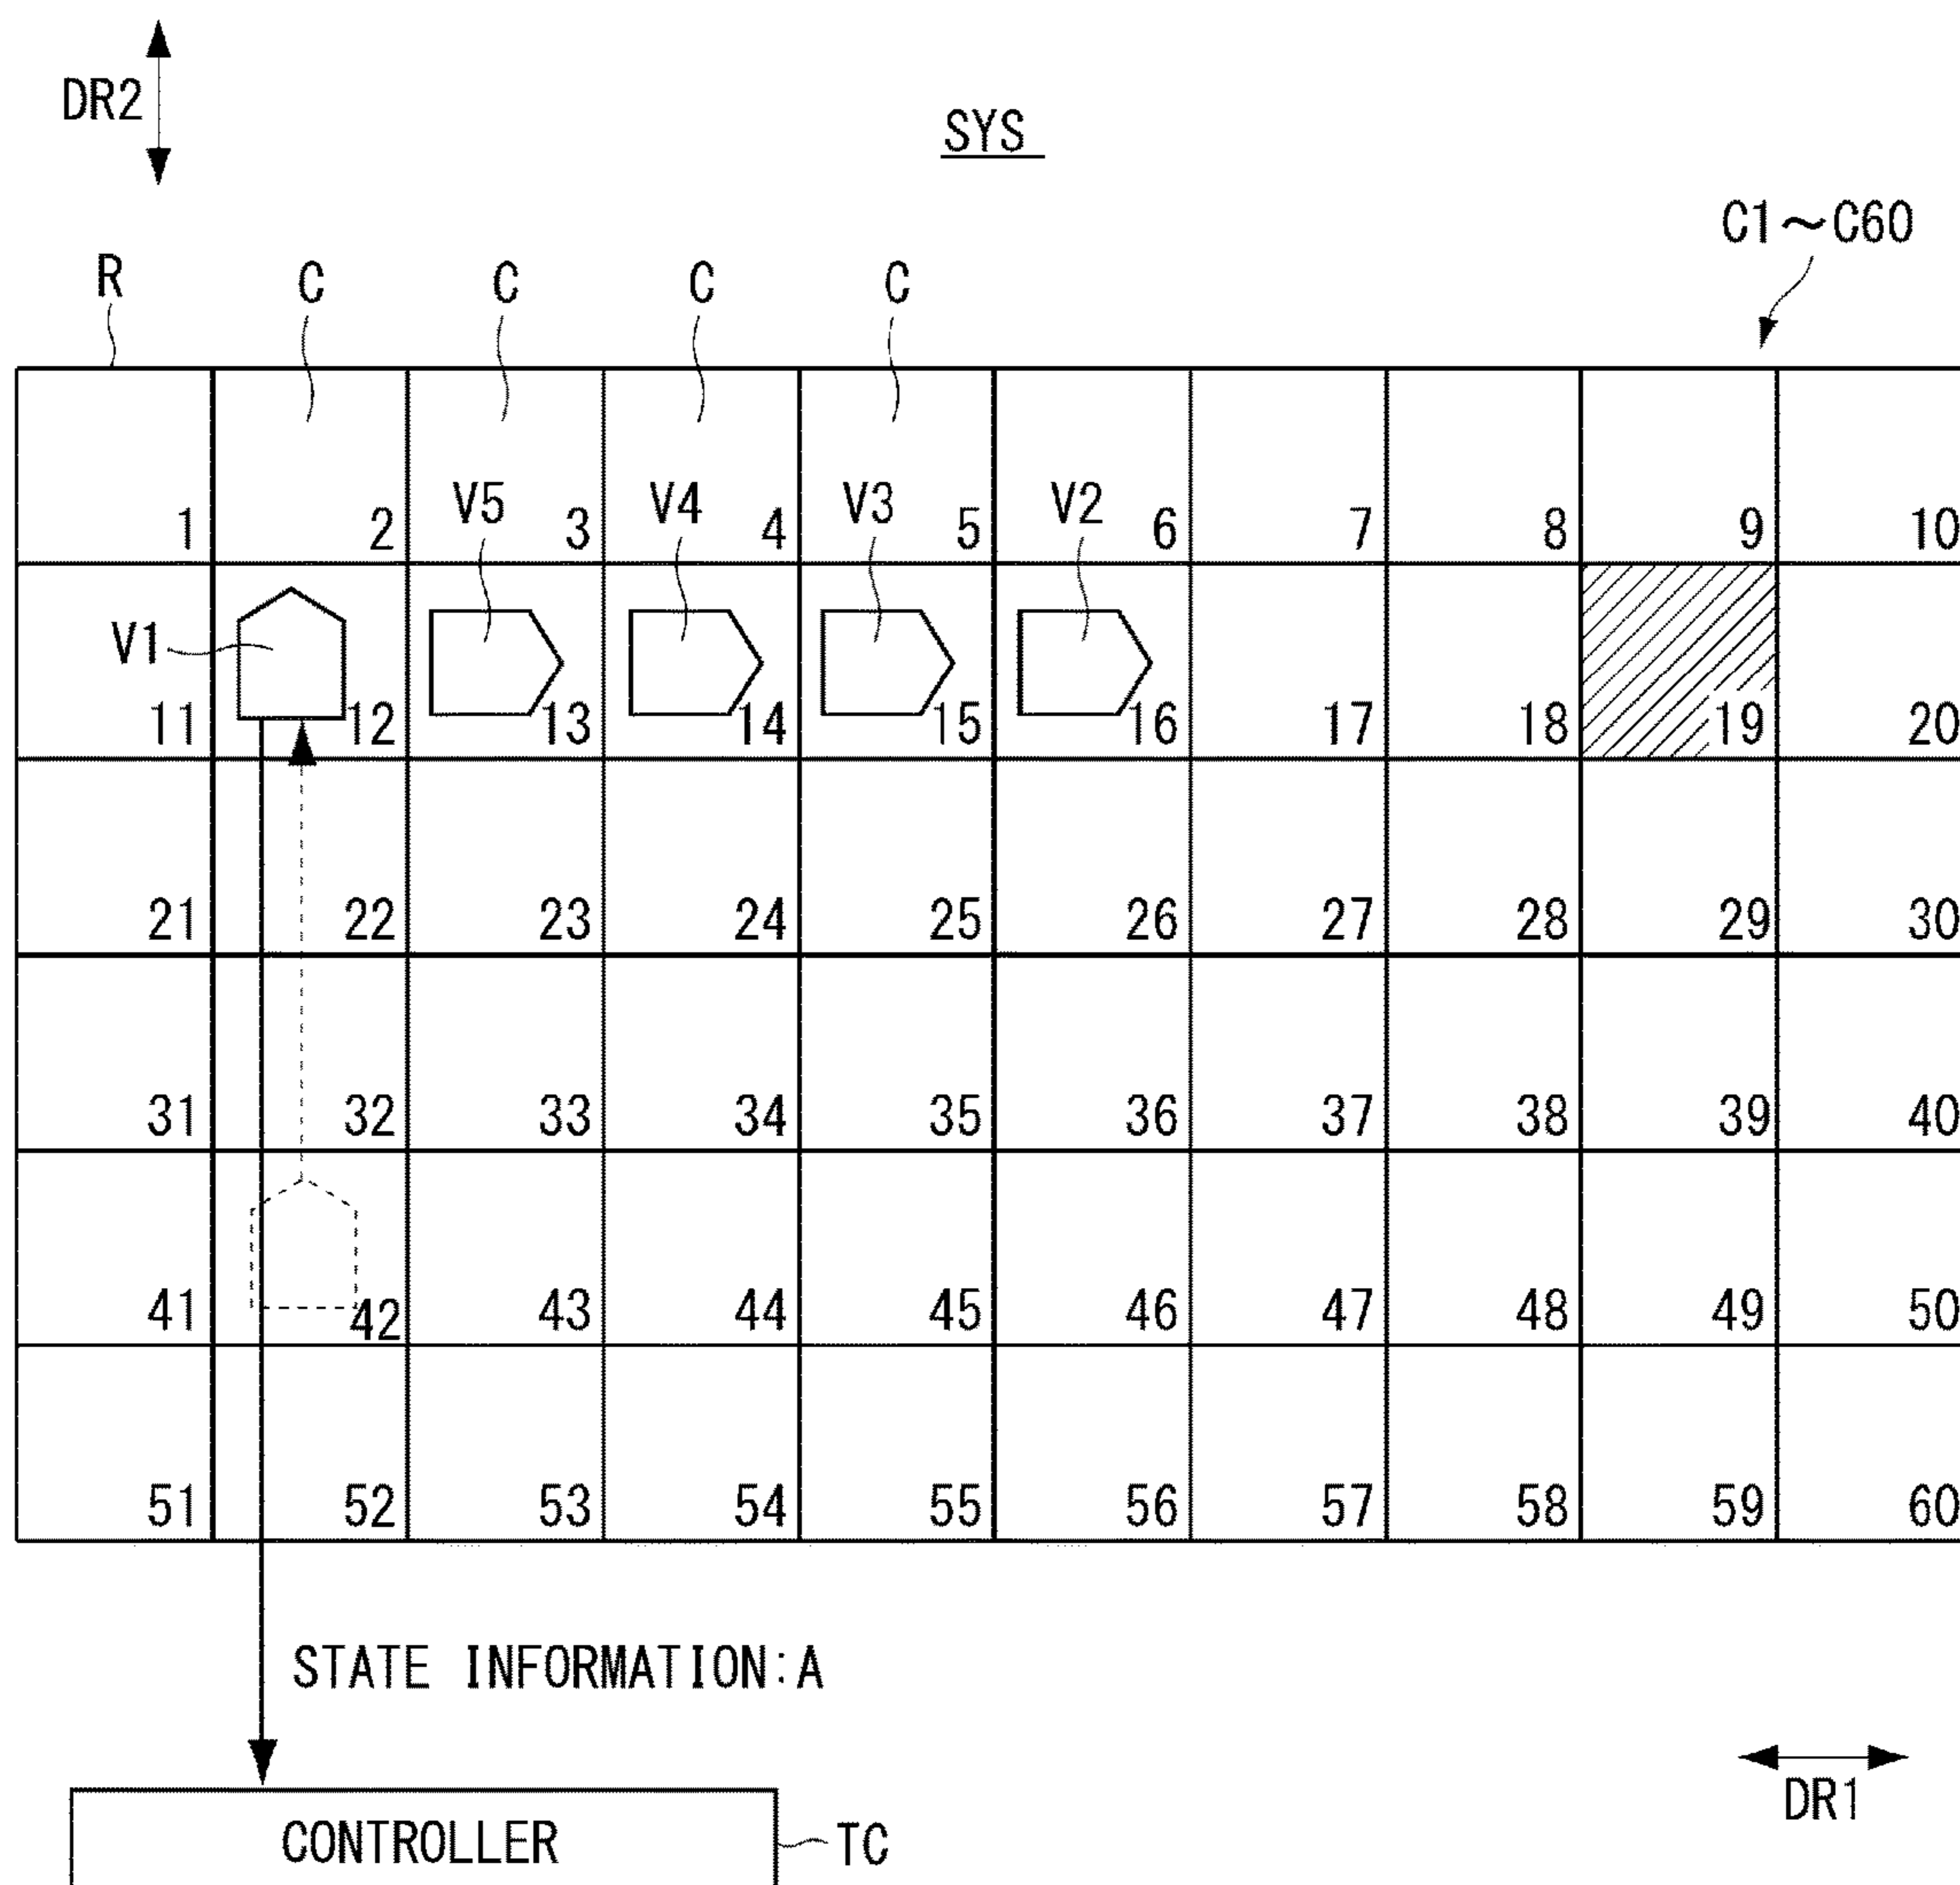 DR2
SYS
C1～C60
R C C C C
V5 V4 V3 V2
1 2 3 4 5 6 7 8 9 10
V1
11 12 13 14 15 16 17 18 19 20
21 22 23 24 25 26 27 28 29 30
31 32 33 34 35 36 37 38 39 40
41 42 43 44 45 46 47 48 49 50
51 52 53 54 55 56 57 58 59 60
STATE INFORMATION:A
DR1
CONTROLLER TC